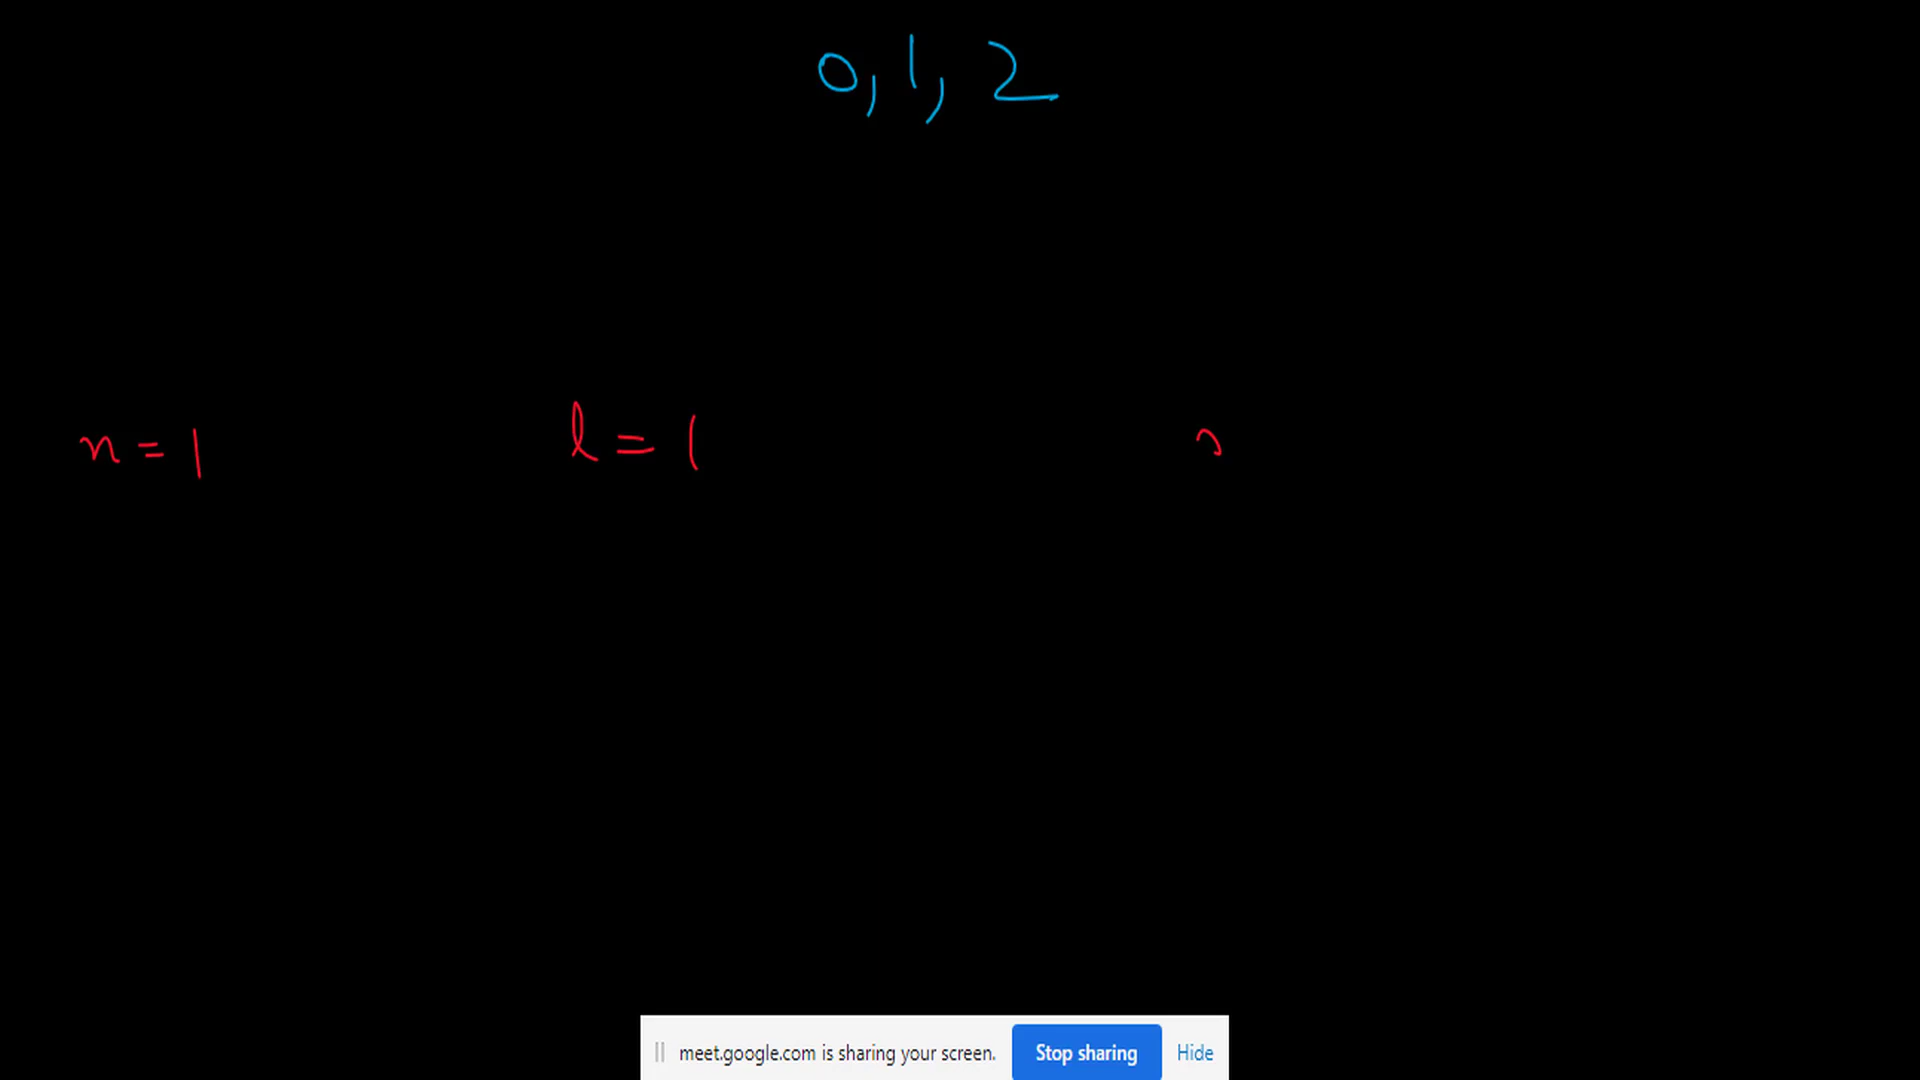 0, 1, 2
n = 1 l = 1
meet.google.com is sharing your screen. Stop sharing Hide